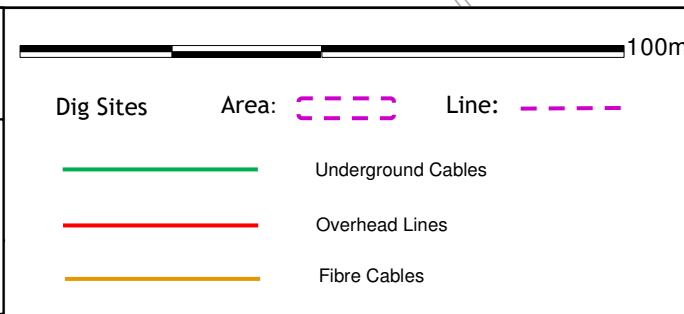 100m
Dig Sites Area: Line:
Underground Cables
Overhead Lines
Fibre Cables